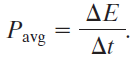 P_avg = ΔE / Δt.